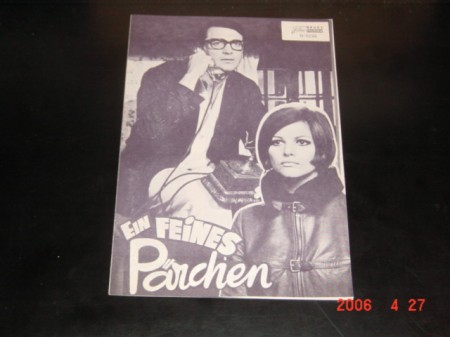 EIN FEINES
Pärchen
2006 4 27